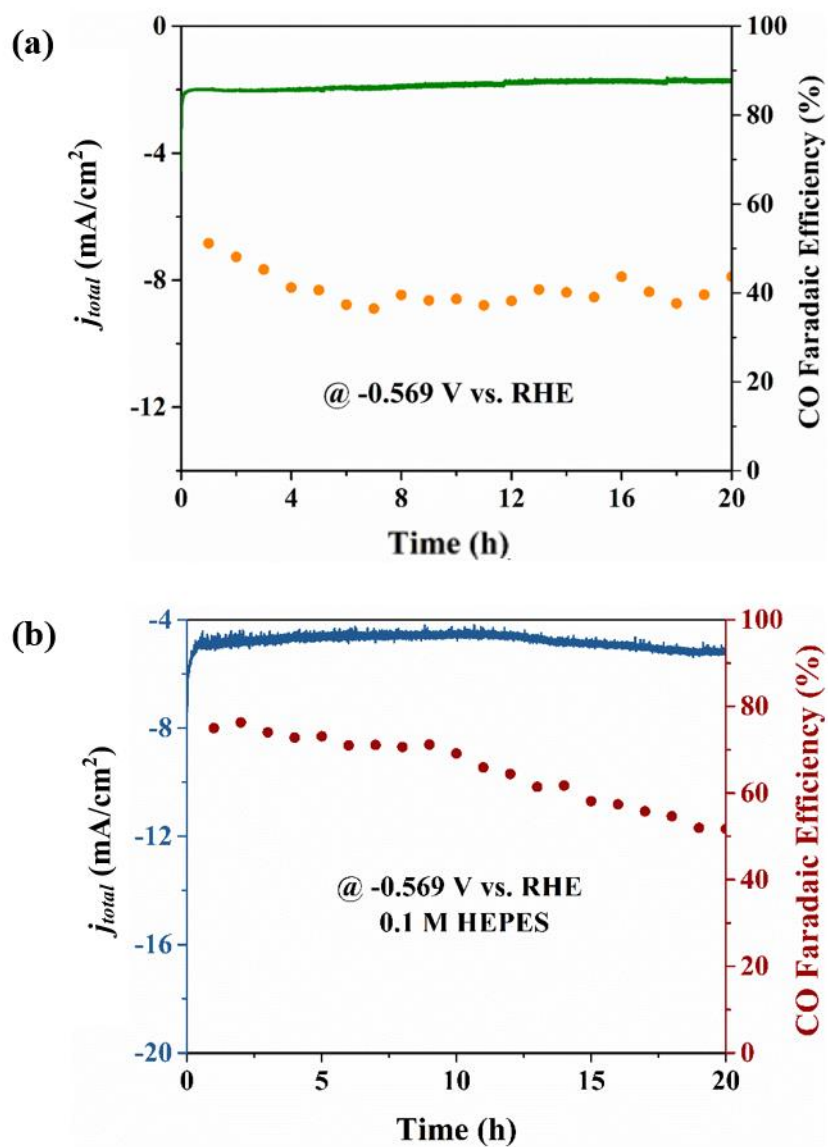 (a)
0
-4
-8
-12
j_total (mA/cm²)
100
80
60
40
20
0
CO Faradaic Efficiency (%)
@ -0.569 V vs. RHE
0 4 8 12 16 20
Time (h)
(b)
-4
-8
-12
-16
-20
j_total (mA/cm²)
100
80
60
40
20
0
CO Faradaic Efficiency (%)
@ -0.569 V vs. RHE
0.1 M HEPES
0 5 10 15 20
Time (h)